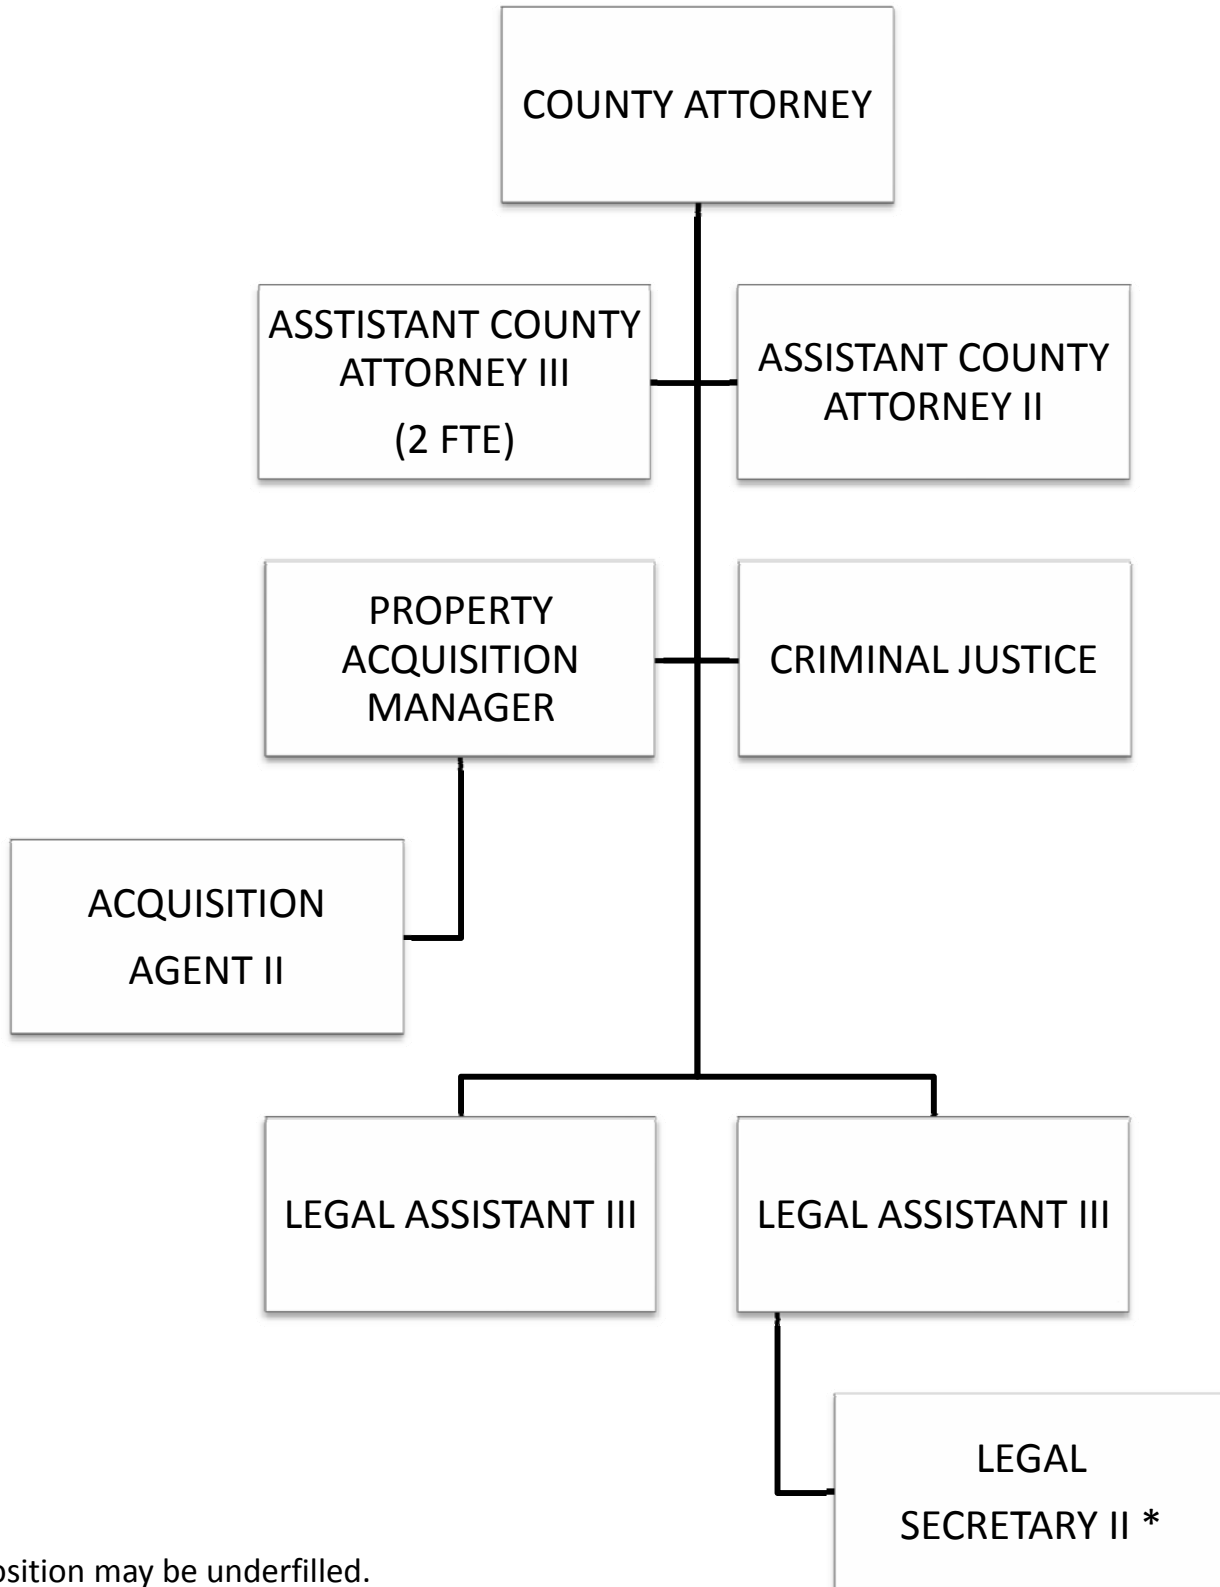 COUNTY ATTORNEY
ASSTISTANT COUNTY
ATTORNEY III
(2 FTE)
ASSISTANT COUNTY
ATTORNEY II
PROPERTY
ACQUISITION
MANAGER
CRIMINAL JUSTICE
ACQUISITION
AGENT II
LEGAL ASSISTANT III
LEGAL ASSISTANT III
LEGAL
SECRETARY II *
may be underfilled.